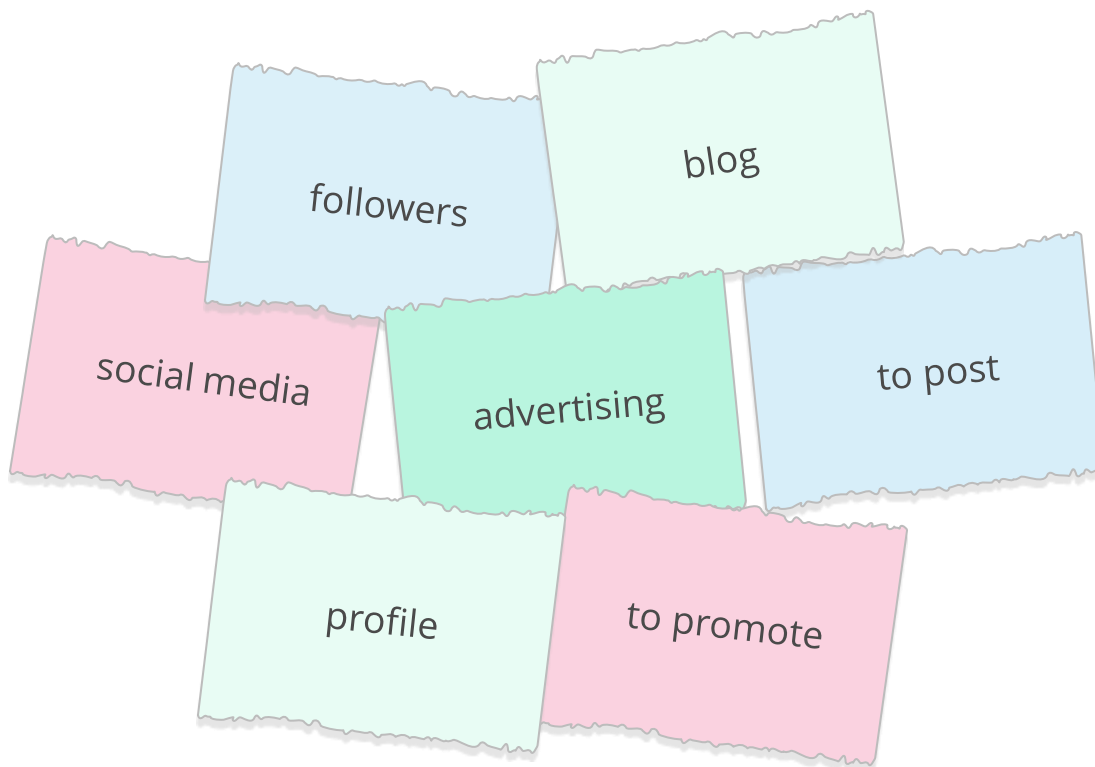 followers
blog
social media
advertising
to post
profile
to promote